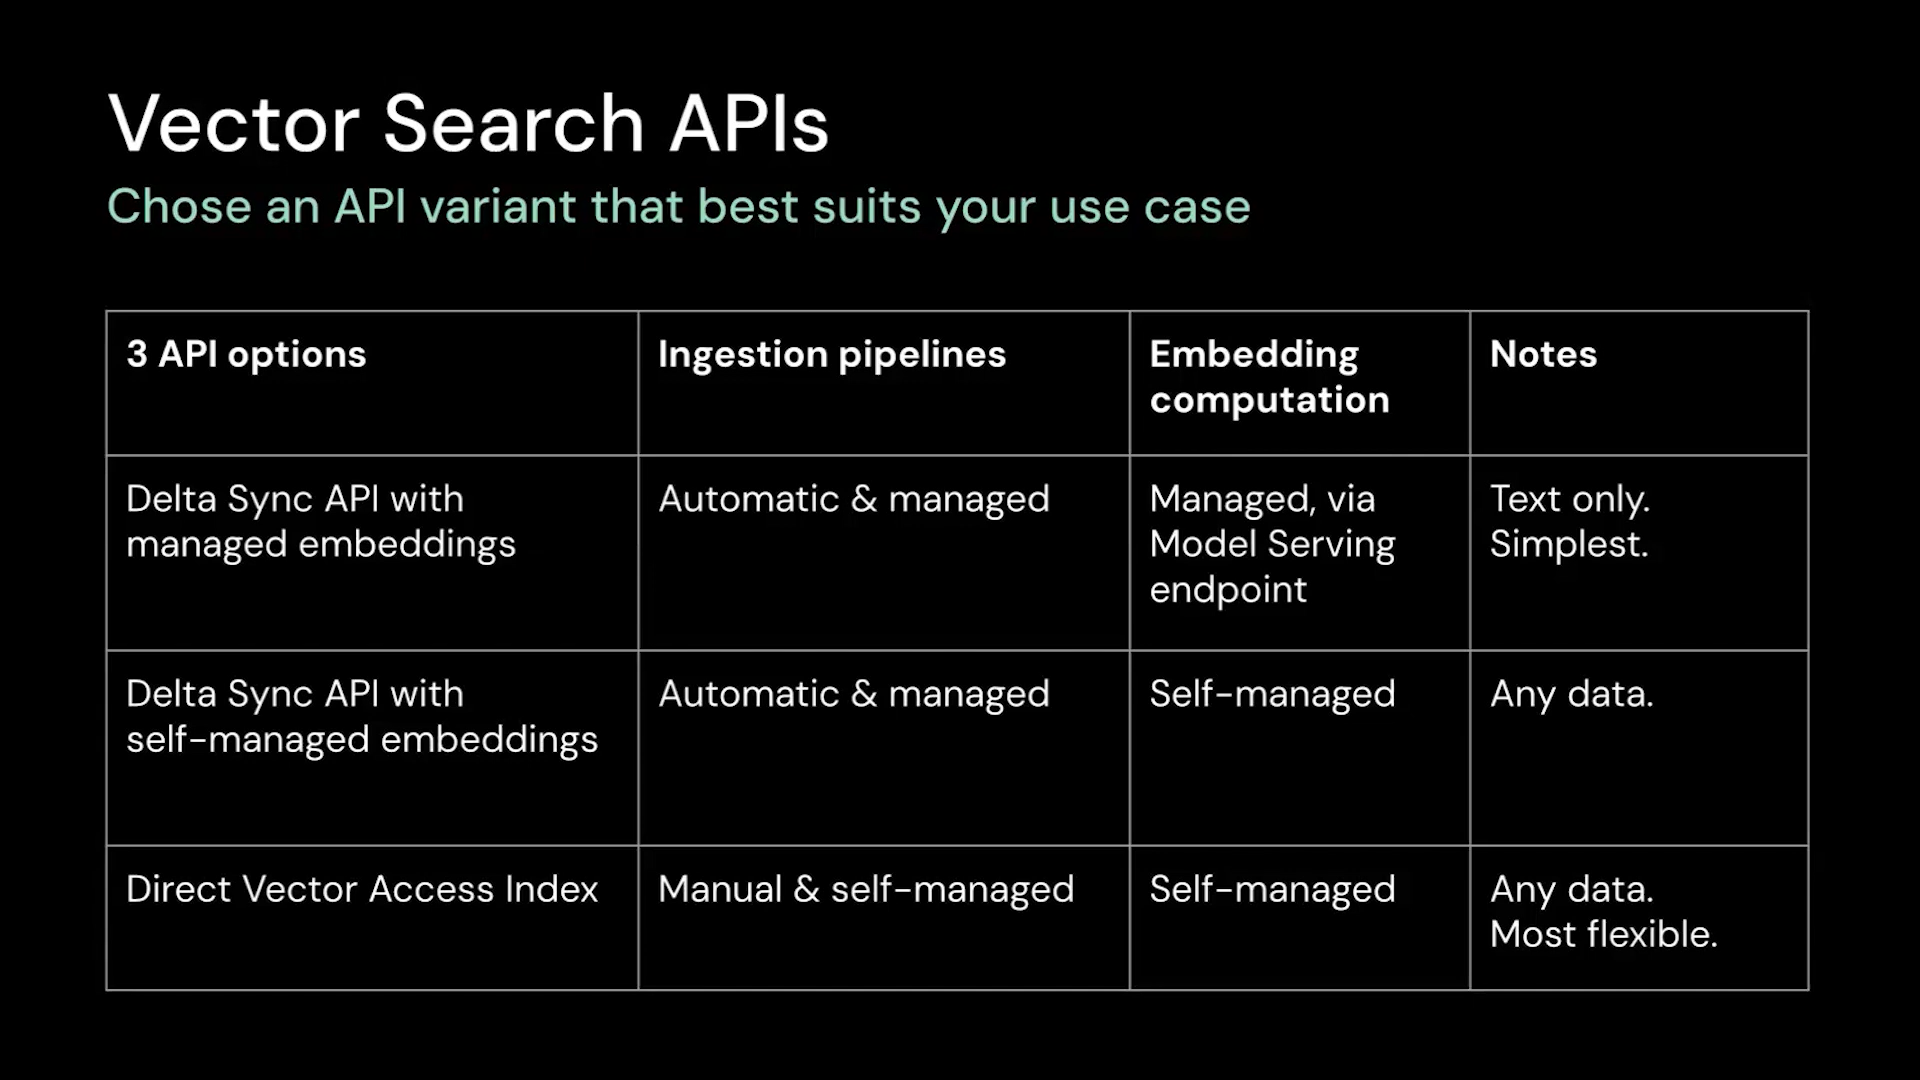 Vector Search APIs
Chose an API variant that best suits your use case
3 API options
Ingestion pipelines
Embedding
computation
Notes
Delta Sync API with
managed embeddings
Automatic & managed
Managed, via
Model Serving
endpoint
Text only.
Simplest.
Delta Sync API with
self-managed embeddings
Automatic & managed
Self-managed
Any data.
Direct Vector Access Index
Manual & self-managed
Self-managed
Any data.
Most flexible.